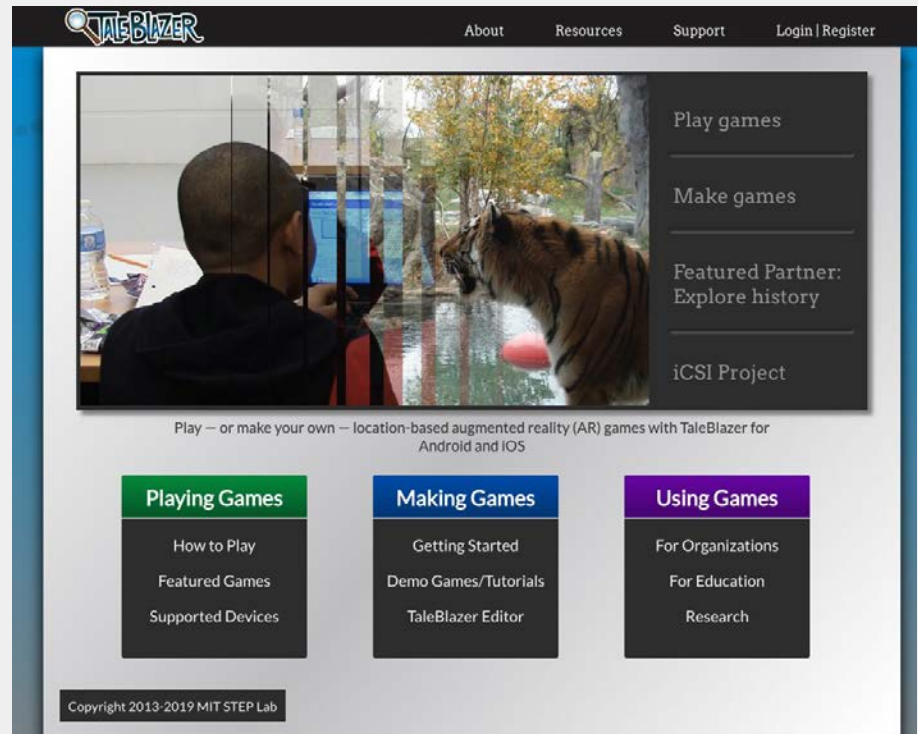 TALEBLAZER
About Resources Support Login | Register
Play games
Make games
Featured Partner:
Explore history
iCSI Project
Play — or make your own — location-based augmented reality (AR) games with TaleBlazer for
Android and iOS
Playing Games
How to Play
Featured Games
Supported Devices
Making Games
Getting Started
Demo Games/Tutorials
TaleBlazer Editor
Using Games
For Organizations
For Education
Research
Copyright 2013-2019 MIT STEP Lab